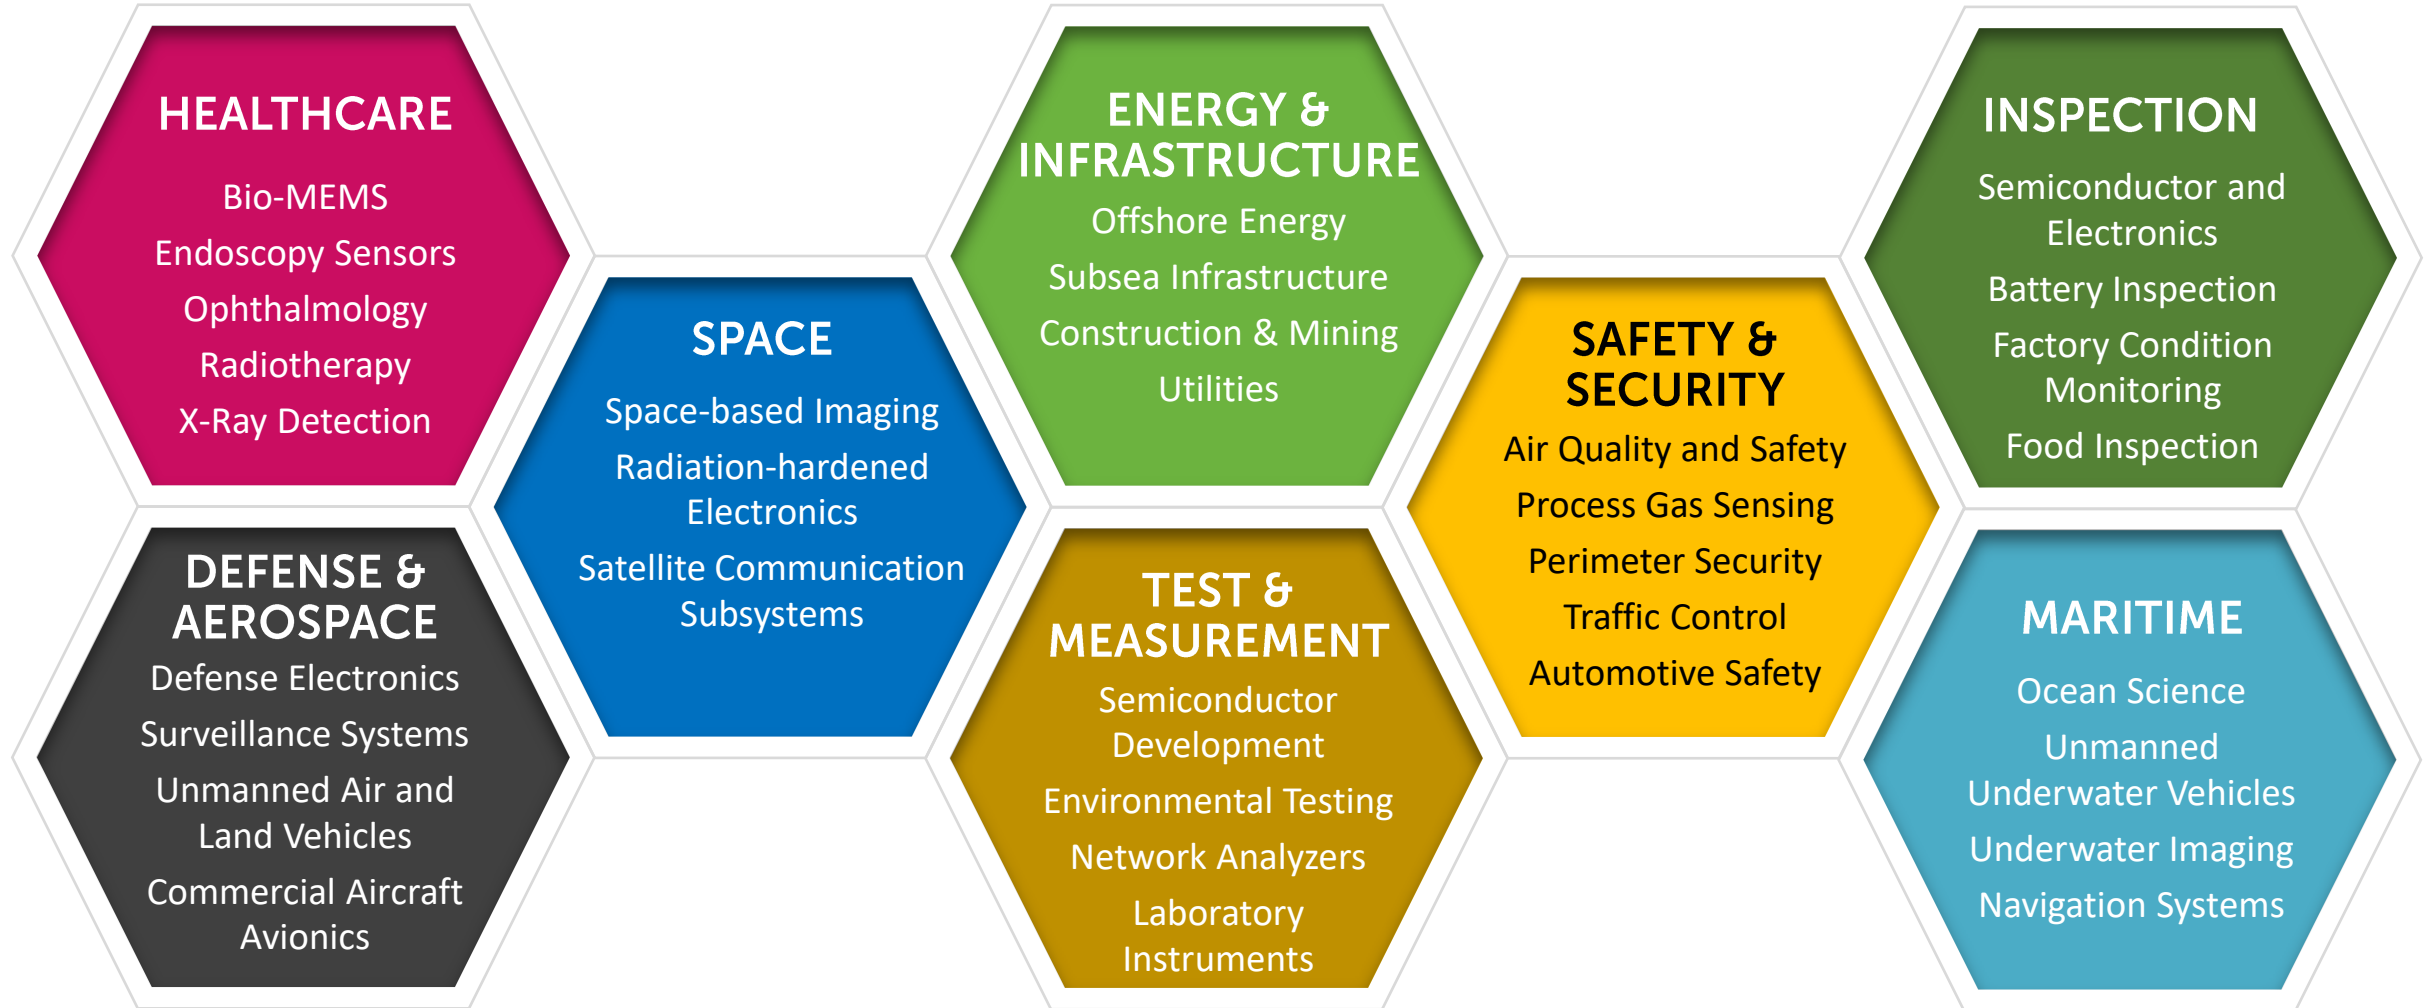 HEALTHCARE
Bio-MEMS
Endoscopy Sensors
Ophthalmology
Radiotherapy
X-Ray Detection
DEFENSE &
AEROSPACE
Defense Electronics
Surveillance Systems
Unmanned Air and
Land Vehicles
Commercial Aircraft
Avionics
SPACE
Space-based Imaging
Radiation-hardened
Electronics
Satellite Communication
Subsystems
ENERGY &
INFRASTRUCTURE
Offshore Energy
Subsea Infrastructure
Construction & Mining
Utilities
TEST &
MEASUREMENT
Semiconductor
Development
Environmental Testing
Network Analyzers
Laboratory
Instruments
SAFETY &
SECURITY
Air Quality and Safety
Process Gas Sensing
Perimeter Security
Traffic Control
Automotive Safety
INSPECTION
Semiconductor and
Electronics
Battery Inspection
Factory Condition
Monitoring
Food Inspection
MARITIME
Ocean Science
Unmanned
Underwater Vehicles
Underwater Imaging
Navigation Systems